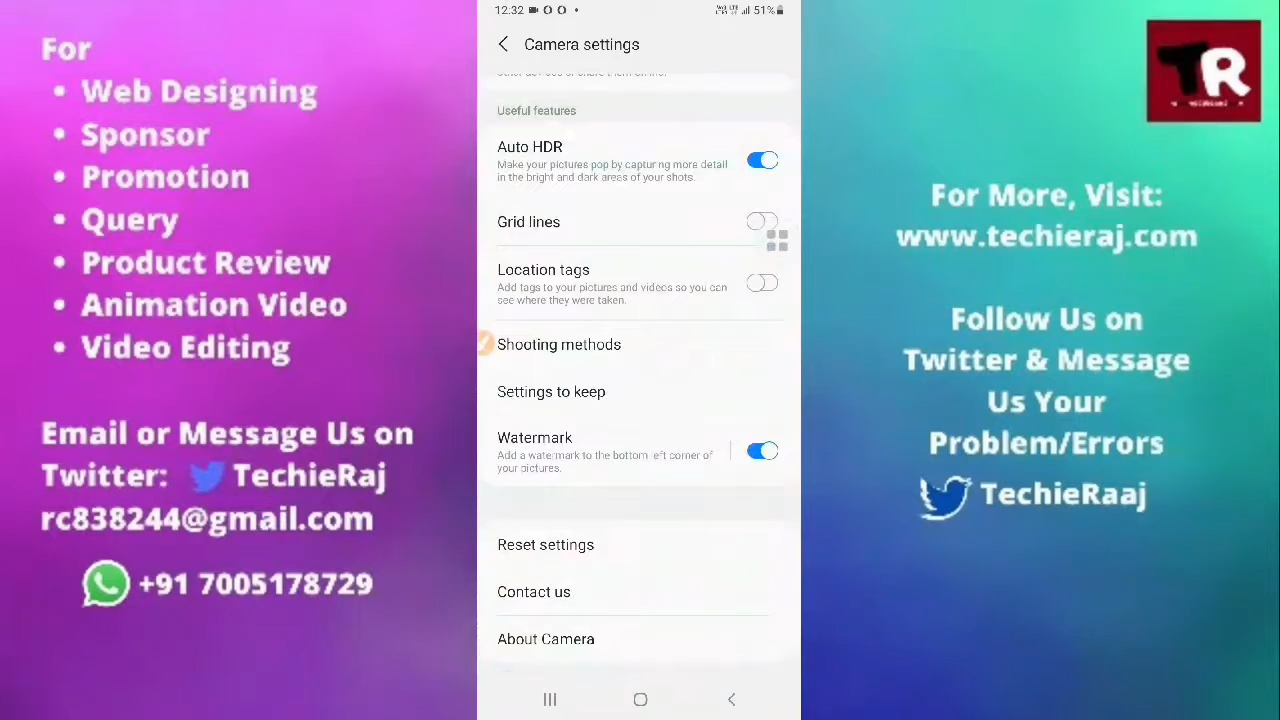 For
• Web Designing
• Sponsor
• Promotion
• Query
• Product Review
• Animation Video
• Video Editing
Email or Message Us on
Twitter: TechieRaj
rc838244@gmail.com
+91 7005178729
12.32
51%
Camera settings
Useful features
Auto HDR
Make your pictures pop by capturing more detail
in the bright and dark areas of your shots.
Grid lines
Location tags
Add tags to your pictures and videos so you can
see where they were taken.
Shooting methods
Settings to keep
Watermark
Add a watermark to the bottom left corner of
your pictures.
Reset settings
Contact us
About Camera
TR
For More, Visit:
www.techieraj.com
Follow Us on
Twitter & Message
Us Your
Problem/Errors
TechieRaaj